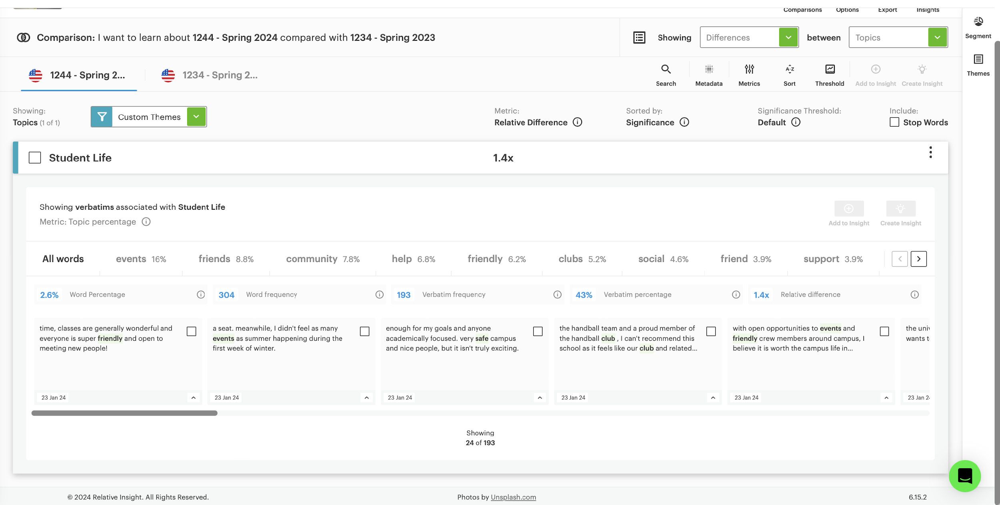 Comparisons Options Export Insights
Comparison: I want to learn about 1244 - Spring 2024 compared with 1234 - Spring 2023
Showing Differences between Topics
Segment
Themes
1244 - Spring 2... 1234 - Spring 2...
Search Metadata Metrics A-Z Sort Threshold Add to Insight Create Insight
Showing: Metric: Sorted by: Significance Threshold: Include:
Topics (1 of 1) Custom Themes Relative Difference Significance Default Stop Words
Student Life 1.4x
Showing verbatims associated with Student Life
Metric: Topic percentage
Add to Insight Create Insight
All words events 16% friends 8.8% community 7.8% help 6.8% friendly 6.2% clubs 5.2% social 4.6% friend 3.9% support 3.9%
2.6% Word Percentage 304 Word frequency 193 Verbatim frequency 43% Verbatim percentage 1.4x Relative difference
time, classes are generally wonderful and
everyone is super friendly and open to
meeting new people!
23 Jan 24
a seat. meanwhile, I didn't feel as many
events as summer happening during the
first week of winter.
23 Jan 24
enough for my goals and anyone
academically focused. very safe campus
and nice people, but it isn't truly exciting.
23 Jan 24
the handball team and a proud member of
the handball club , I can't recommend this
school as it feels like our club and related...
23 Jan 24
with open opportunities to events and
friendly crew members around campus, I
believe it is worth the campus life in...
23 Jan 24
the
wants
23 Jan
Showing
24 of 193
© 2024 Relative Insight. All Rights Reserved. Photos by Unsplash.com 6.15.2